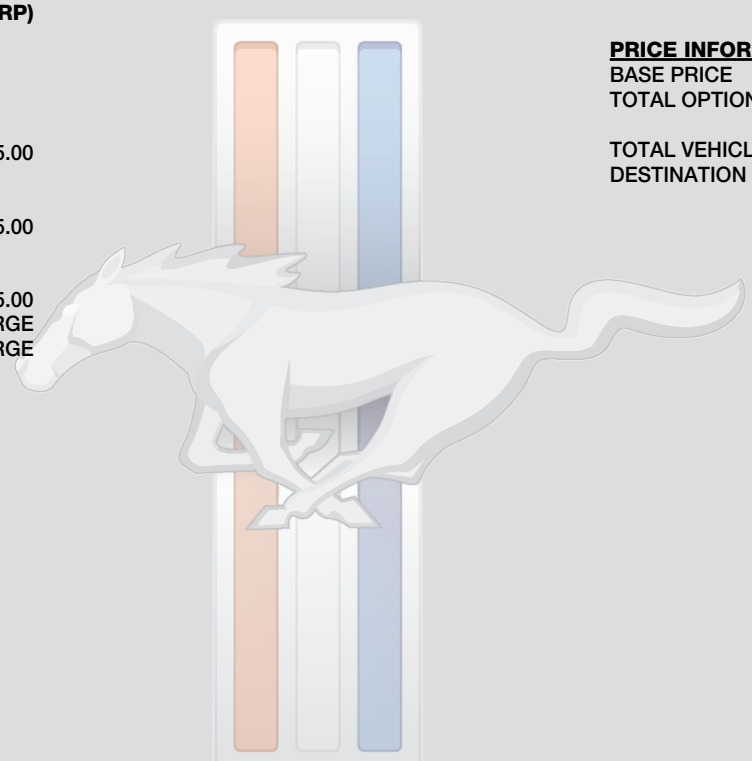 RP)
5.00
5.00
5.00
RGE
RGE
PRICE INFOR
BASE PRICE
TOTAL OPTION
TOTAL VEHICL
DESTINATION